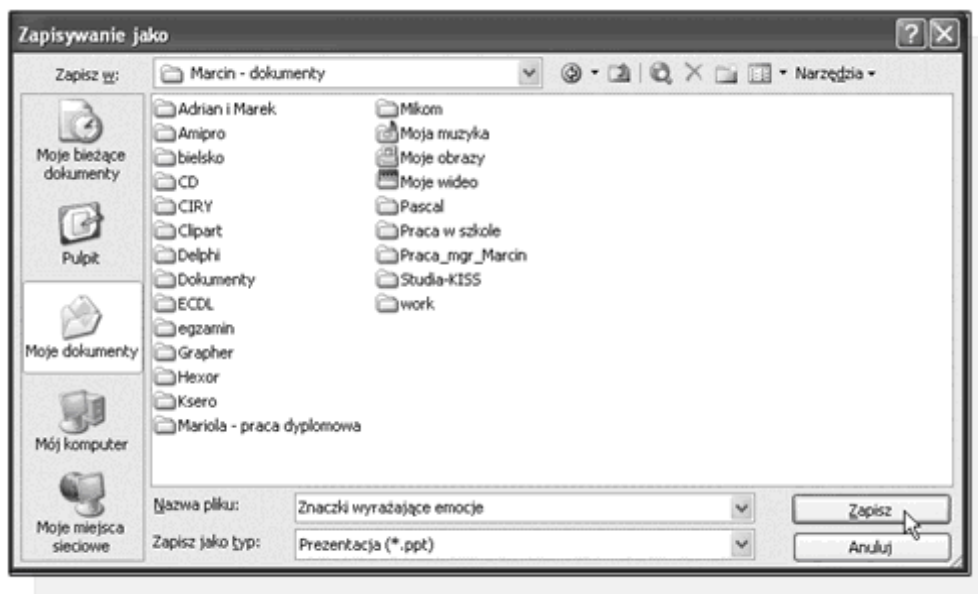 Zapisywanie jako
Zapisz w:
Marcin - dokumenty
Narzędzia
Moje bieżące
dokumenty
Pulpit
Moje dokumenty
Mój komputer
Moje miejsca
sieciowe
Adrian i Marek
Amipro
bielsko
CD
CIRY
Clipart
Delphi
Dokumenty
ECDL
egzamin
Grapher
Hexor
Ksero
Mariola - praca dyplomowa
Mikom
Moja muzyka
Moje obrazy
Moje wideo
Pascal
Praca w szkole
Praca_mgr_Marcin
Studia-KISS
work
Nazwa pliku:
Znaczki wyrażające emocje
Zapisz
Zapisz jako typ:
Prezentacja (*.ppt)
Anuluj